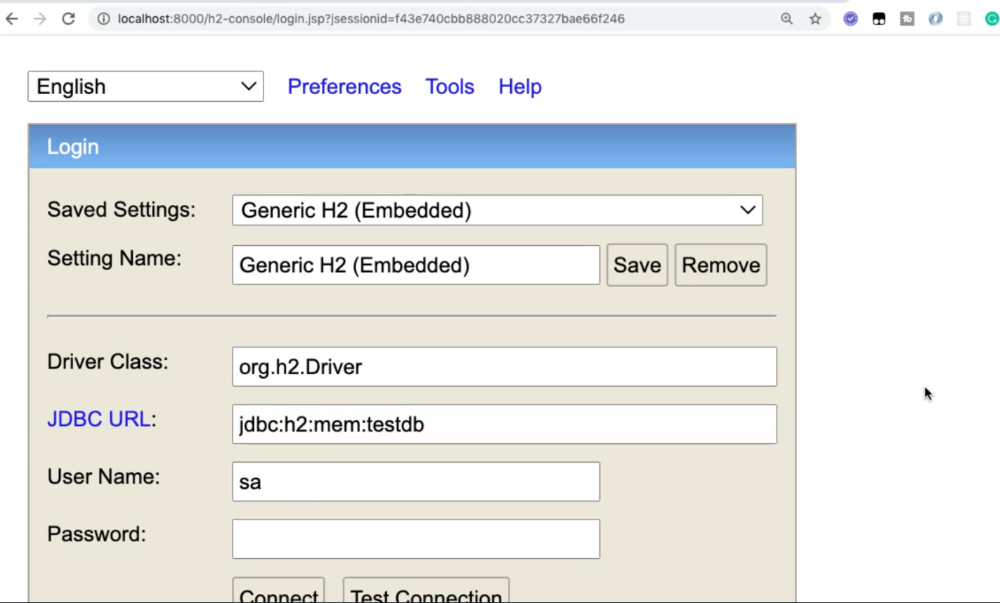 localhost:8000/h2-console/login.jsp?jsessionid=f43e740cbb888020cc37327bae66f246
English Preferences Tools Help
Login
Saved Settings: Generic H2 (Embedded)
Setting Name: Generic H2 (Embedded) Save Remove
Driver Class: org.h2.Driver
JDBC URL: jdbc:h2:mem:testdb
User Name: sa
Password:
Connect Test Connection